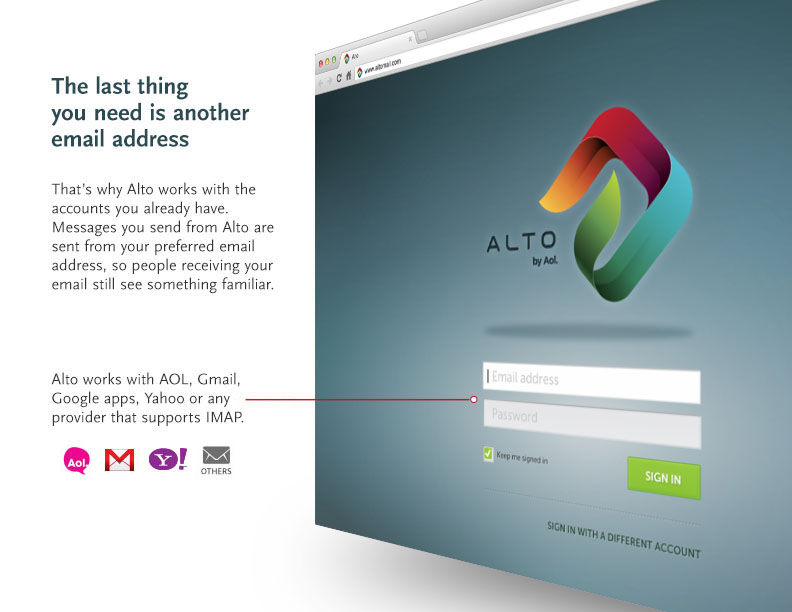 The last thing
you need is another
email address
That's why Alto works with the
accounts you already have.
Messages you send from Alto are
sent from your preferred email
address, so people receiving your
email still see something familiar.
Alto works with AOL, Gmail,
Google apps, Yahoo or any
provider that supports IMAP.
Aol.
Y!
OTHERS
Alto
www.altomail.com
ALTO
by Aol.
Email address
Password
Keep me signed in
SIGN IN
SIGN IN WITH A DIFFERENT ACCOUNT